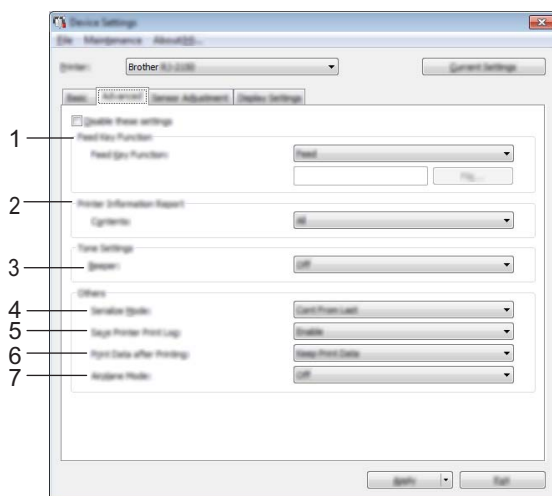 Device Settings
File Maintenance About
Printer: Brother RJ-2150 Current Settings
Basic Advanced Sensor Adjustment Display Settings
Disable these settings
1
Feed Key Function
Feed Key Function: Feed
File...
2
Printer Information Report
Contents: All
Tone Settings
3 Beeper: Off
Others
4 Serialize Mode: Cont From Last
5 Save Printer Print Log: Enable
6 Print Data after Printing: Keep Print Data
7 Airplane Mode: Off
Apply Exit